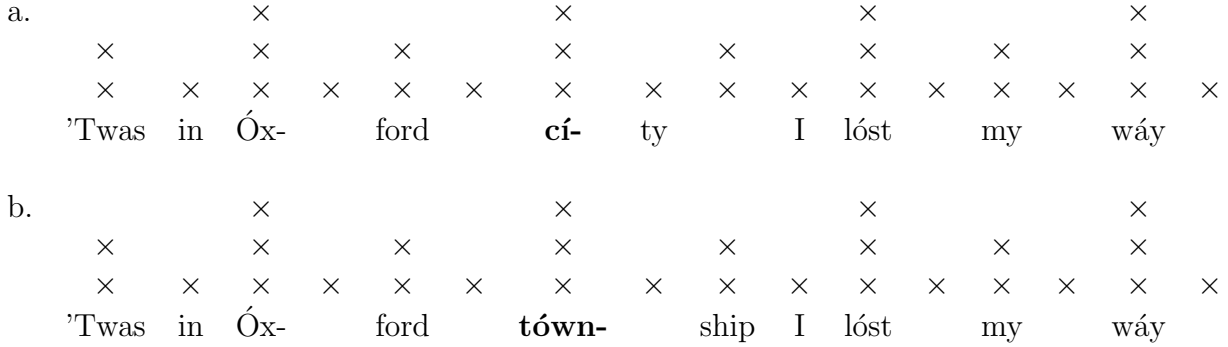 a. × × × ×
× × × × × × ×
× × × × × × × × × × × × × × ×
’Twas in Óx- ford cí- ty I lóst my wáy
b. × × × ×
× × × × × × ×
× × × × × × × × × × × × × × ×
’Twas in Óx- ford tówn- ship I lóst my wáy